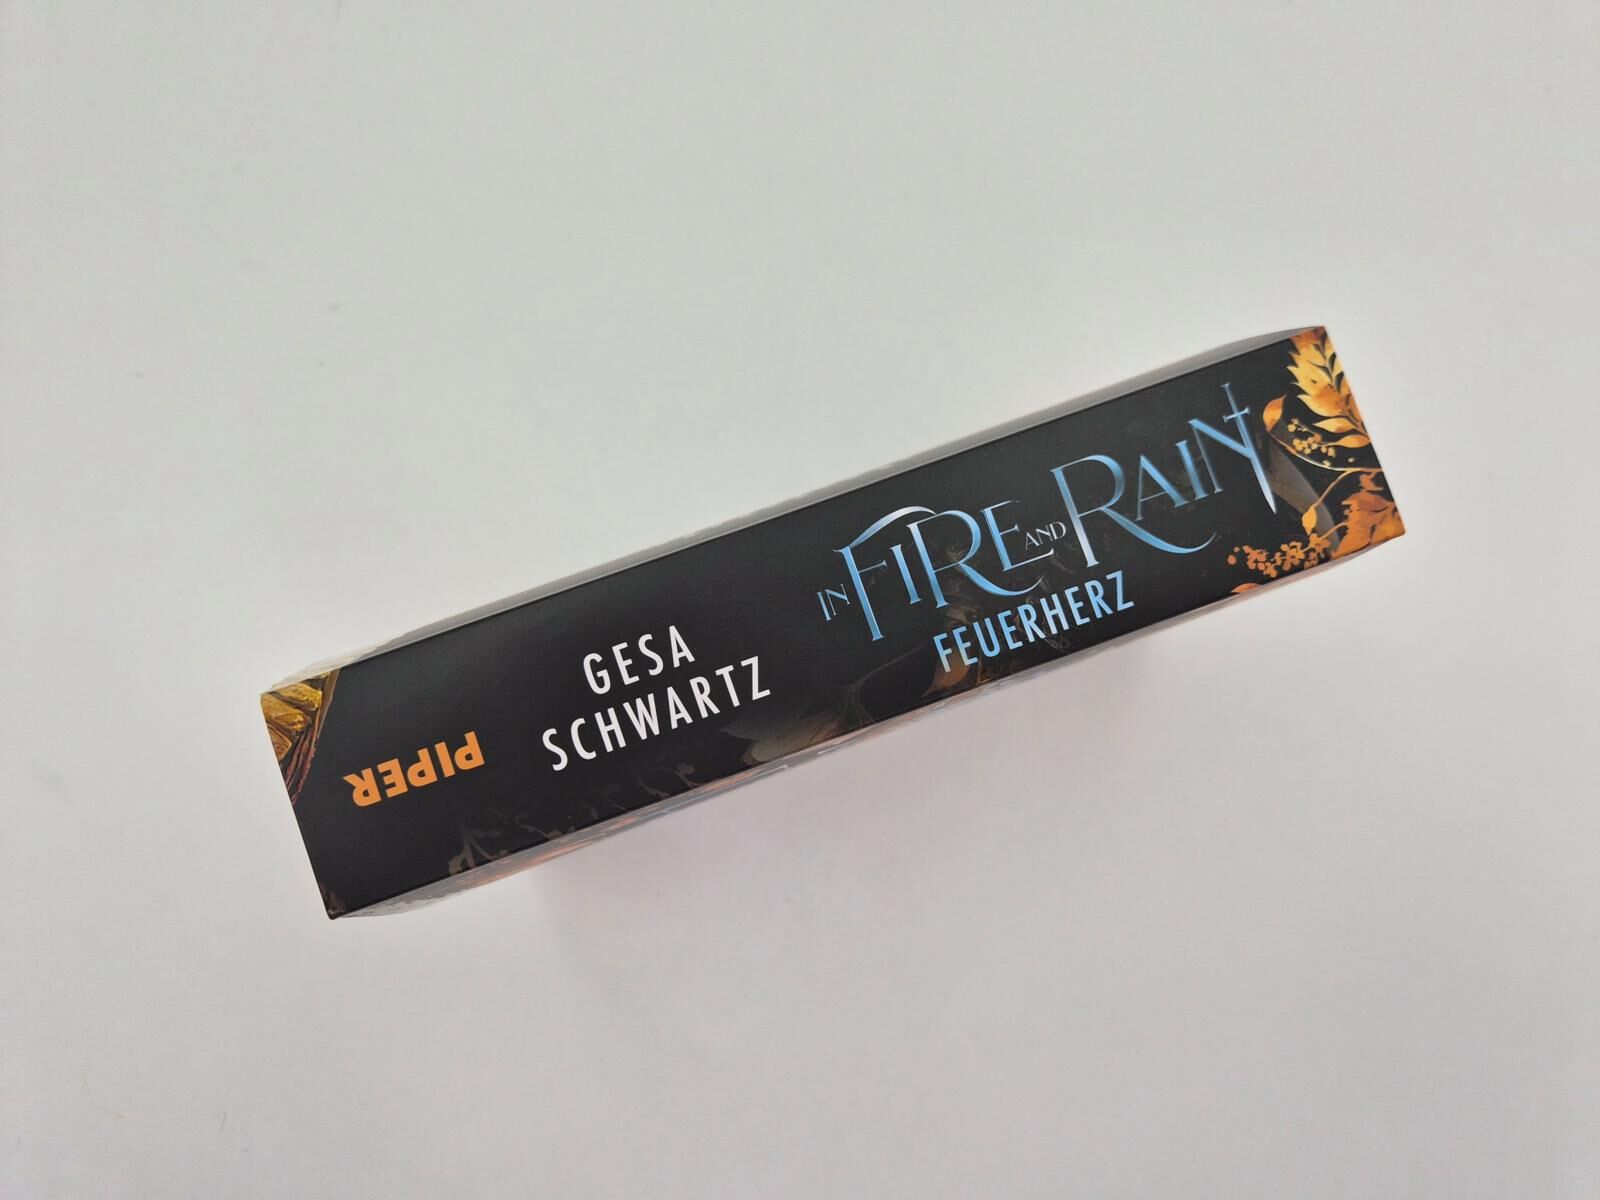 IN FIRE AND RAIN
FEUERHERZ
GESA
SCHWARTZ
PIPER